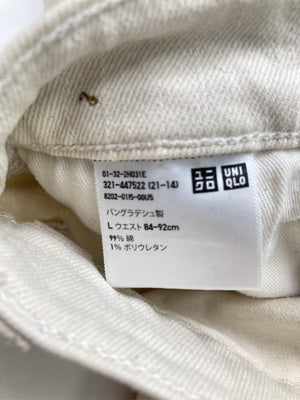 01-32-2H031E
321-447522 (21-14)
8202-0115-00US
バングラデシュ製
L ウエスト 84-92cm
99% 綿
1% ポリウレタン
ユニ
クロ
UNI
QLO